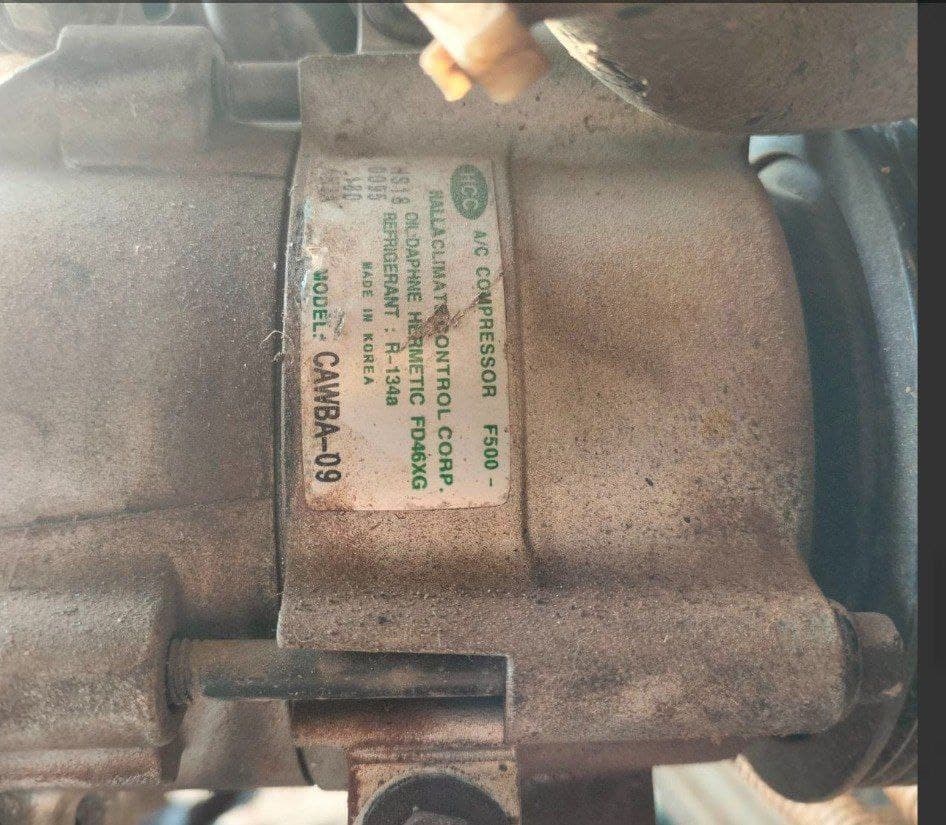 HCC A/C COMPRESSOR F500 -
HALLA CLIMATE CONTROL CORP.
OIL:DAPHNE HERMETIC FD46XG
REFRIGERANT : R-134a
MADE IN KOREA
HS18
MODEL: CAWBA-09